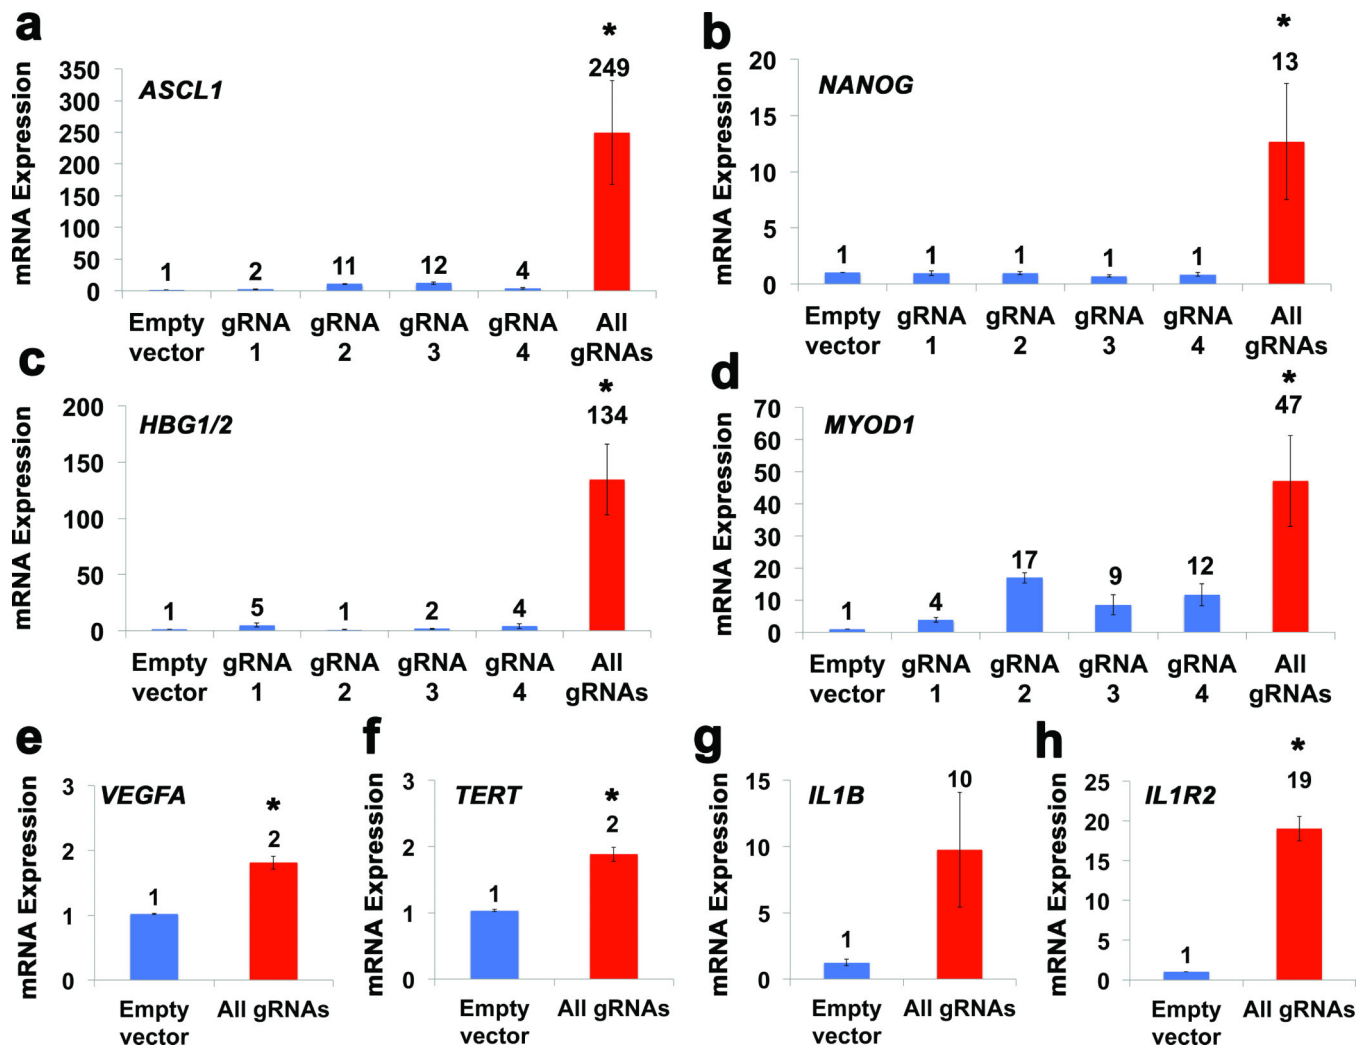 a
*
mRNA Expression
ASCL1
350
300
250
200
150
100
50
0
1
2
11
12
4
249
Empty vector
gRNA 1
gRNA 2
gRNA 3
gRNA 4
All gRNAs
b
*
mRNA Expression
NANOG
20
15
10
5
0
1
1
1
1
1
13
Empty vector
gRNA 1
gRNA 2
gRNA 3
gRNA 4
All gRNAs
c
*
mRNA Expression
HBG1/2
200
150
100
50
0
1
5
1
2
4
134
Empty vector
gRNA 1
gRNA 2
gRNA 3
gRNA 4
All gRNAs
d
*
mRNA Expression
MYOD1
70
60
50
40
30
20
10
0
1
4
17
9
12
47
Empty vector
gRNA 1
gRNA 2
gRNA 3
gRNA 4
All gRNAs
e
mRNA Expression
VEGFA
*
3
2
1
0
1
2
Empty vector
All gRNAs
f
mRNA Expression
TERT
*
3
2
1
0
1
2
Empty vector
All gRNAs
g
mRNA Expression
IL1B
15
10
5
0
1
10
Empty vector
All gRNAs
h
*
mRNA Expression
IL1R2
25
20
15
10
5
0
1
19
Empty vector
All gRNAs